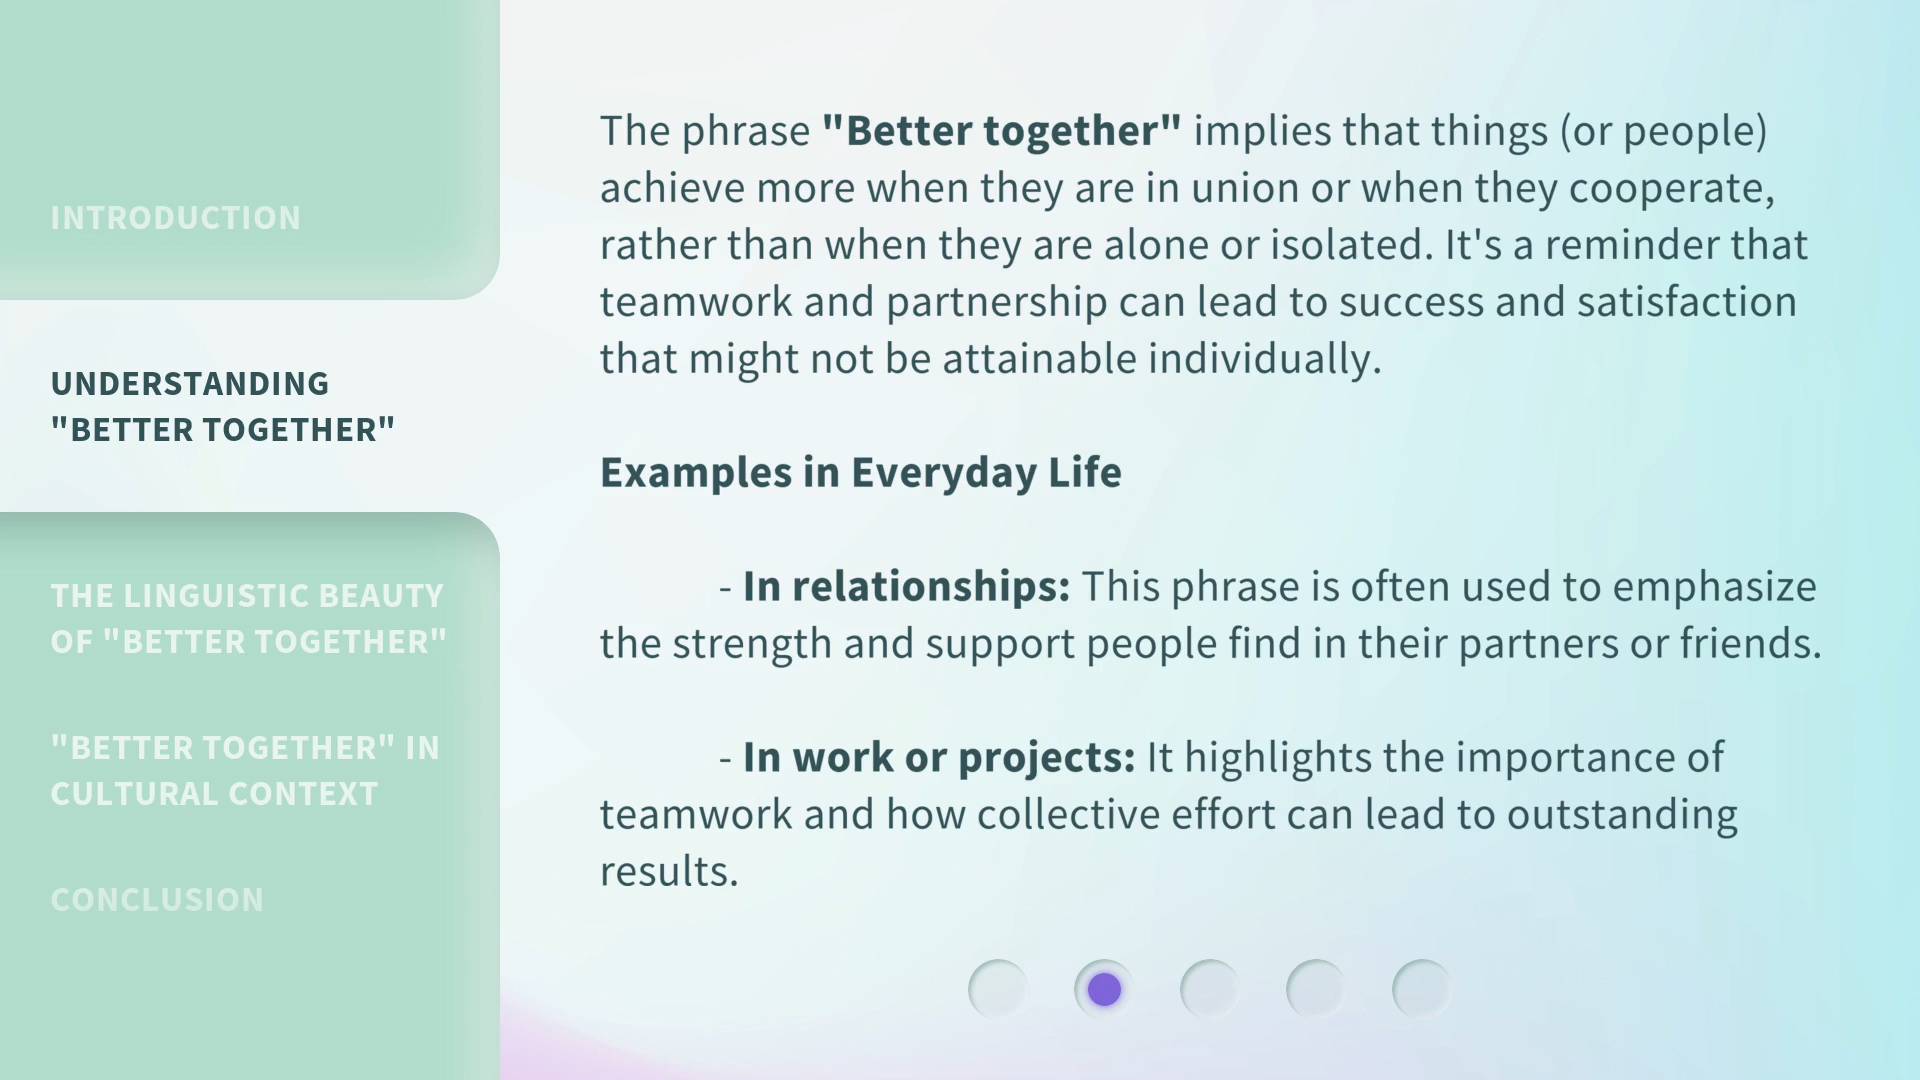 INTRODUCTION
UNDERSTANDING
"BETTER TOGETHER"
THE LINGUISTIC BEAUTY
OF "BETTER TOGETHER"
"BETTER TOGETHER" IN
CULTURAL CONTEXT
CONCLUSION
The phrase "Better together" implies that things (or people)
achieve more when they are in union or when they cooperate,
rather than when they are alone or isolated. It's a reminder that
teamwork and partnership can lead to success and satisfaction
that might not be attainable individually.
Examples in Everyday Life
- In relationships: This phrase is often used to emphasize
the strength and support people find in their partners or friends.
- In work or projects: It highlights the importance of
teamwork and how collective effort can lead to outstanding
results.